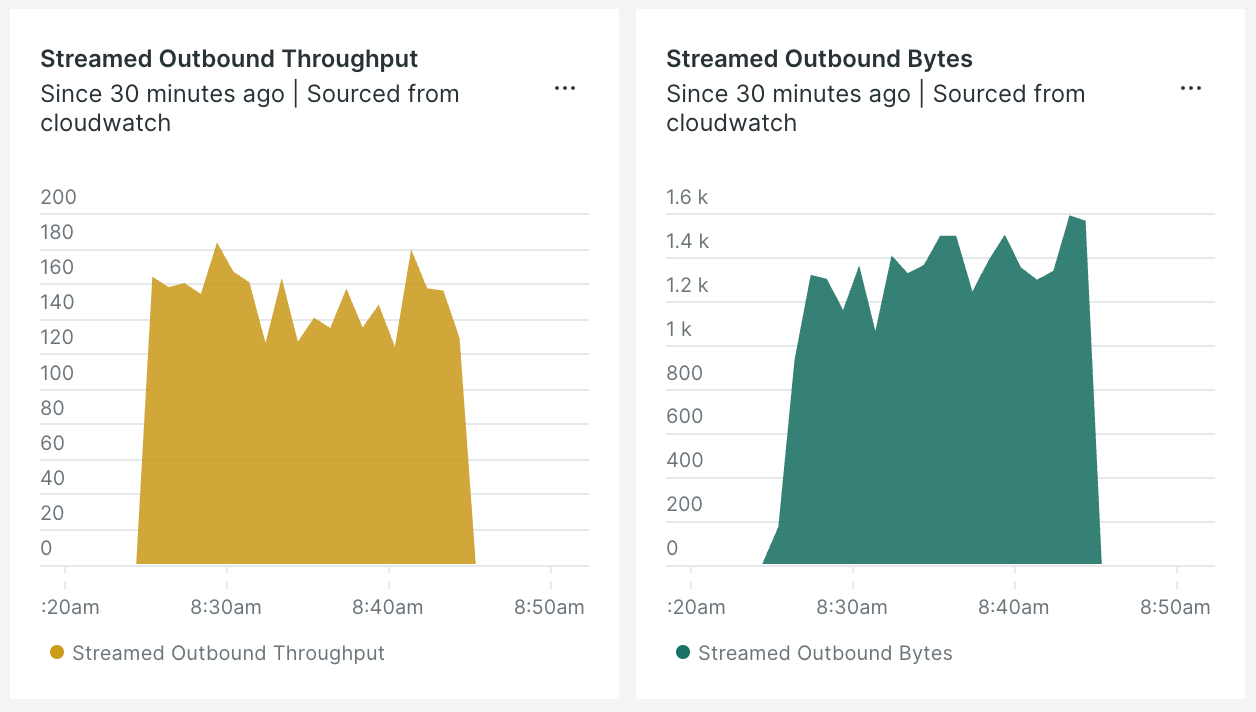 Streamed Outbound Throughput
Since 30 minutes ago | Sourced from
cloudwatch
...
200
180
160
140
120
100
80
60
40
20
0
:20am
8:30am
8:40am
8:50am
Streamed Outbound Throughput
Streamed Outbound Bytes
Since 30 minutes ago | Sourced from
cloudwatch
...
1.6 k
1.4 k
1.2 k
1 k
800
600
400
200
0
:20am
8:30am
8:40am
8:50am
Streamed Outbound Bytes